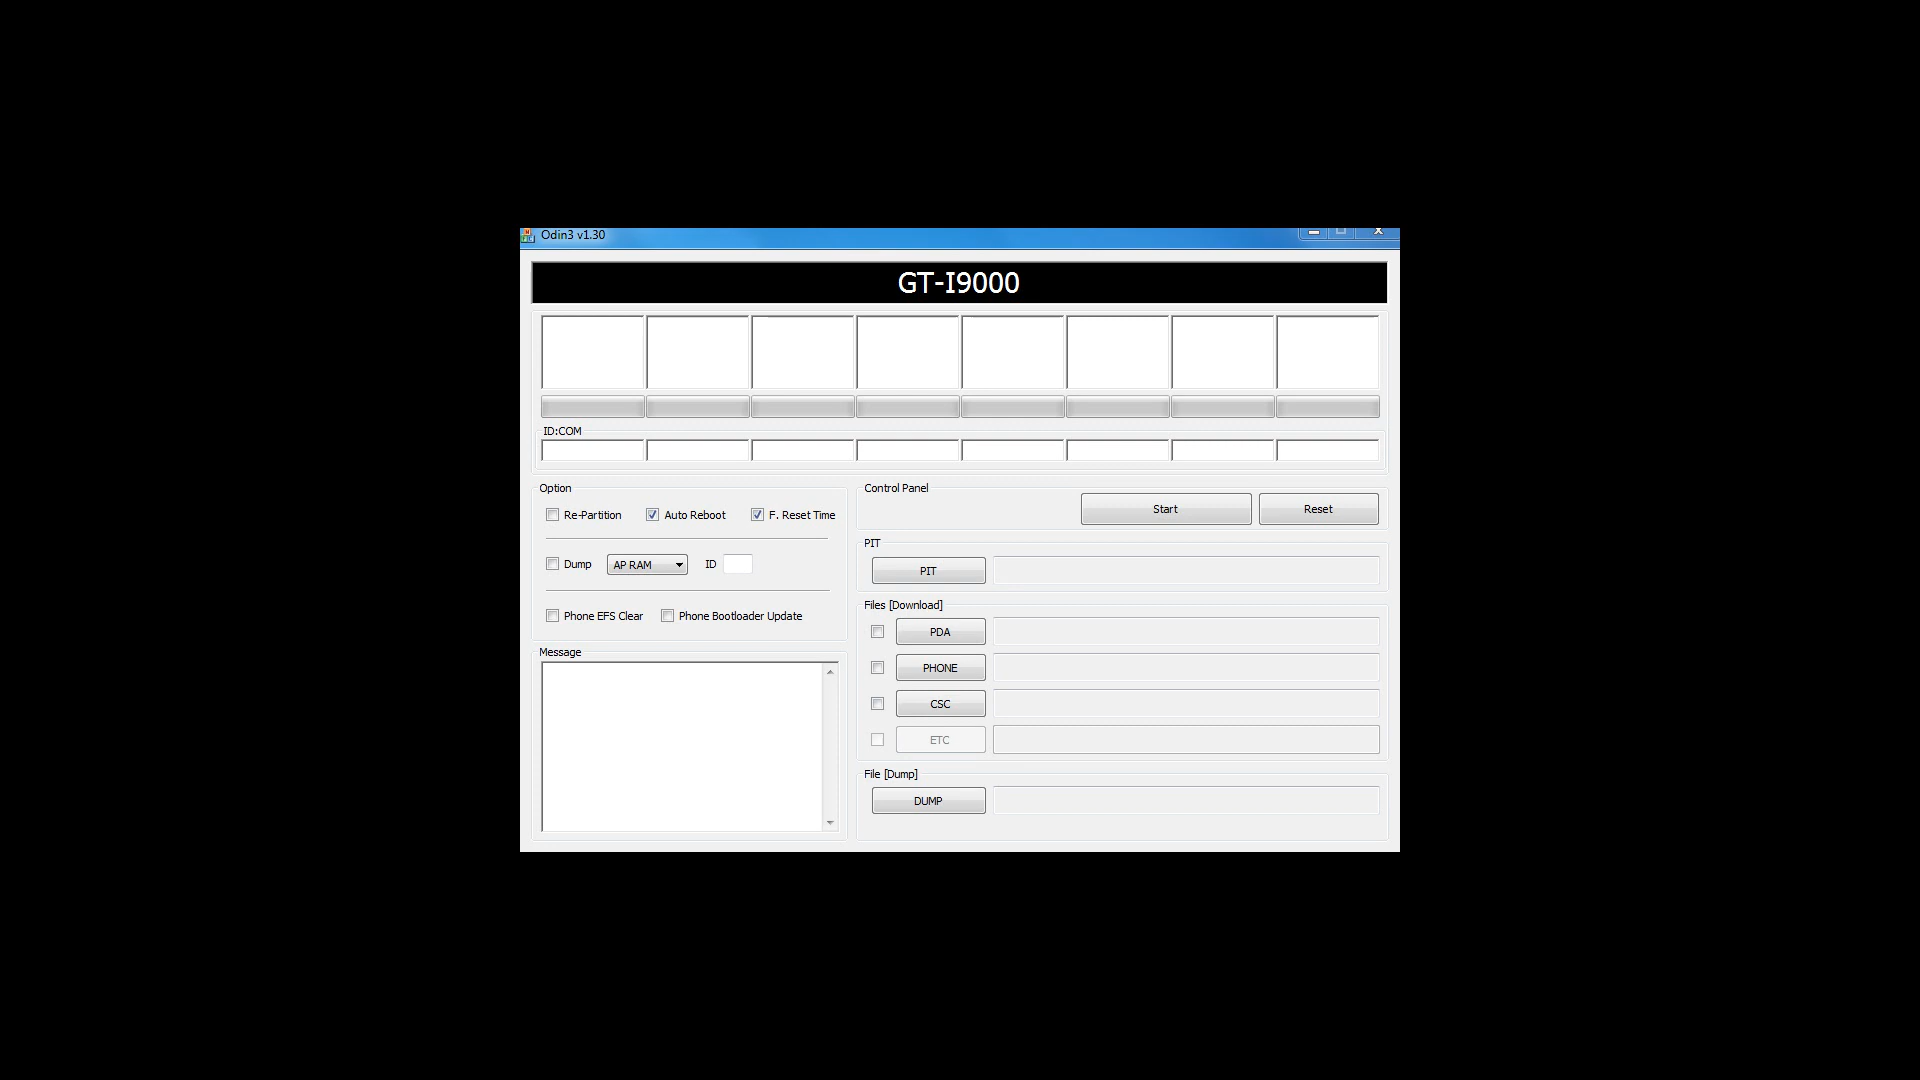 Odin3 v1.30
GT-I9000
ID:COM
Option
Re-Partition Auto Reboot F. Reset Time
Dump AP RAM ID
Phone EFS Clear Phone Bootloader Update
Message
Control Panel
Start Reset
PIT
PIT
Files [Download]
PDA
PHONE
CSC
ETC
File [Dump]
DUMP